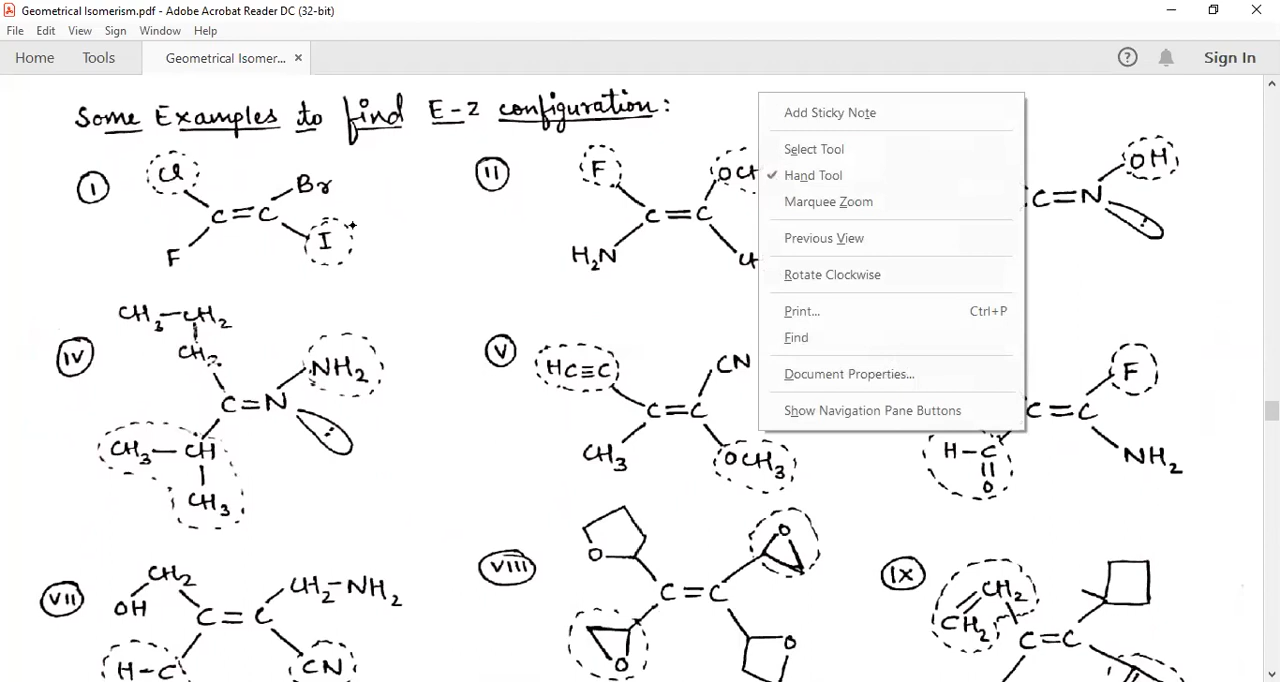 Geometrical Isomerism.pdf - Adobe Acrobat Reader DC (32-bit)
File Edit View Sign Window Help
Home Tools Geometrical Isomer... × Sign In
Some Examples to find E-Z configuration:
I
Cl Br
C=C
F I
II
F OCH
C=C
H₂N
OH
C=N
IV
CH₃-CH₂
CH₂
NH₂
C=N
CH₃-CH
CH₃
V
HC≡C CN
C=C
CH₃ OCH₃
F
C=C
H-C NH₂
O
VII
CH₂ CH₂-NH₂
OH
C=C
H-C CN
VIII
O O
C=C
O O
IX
CH₂
CH₂
C=C
Add Sticky Note
Select Tool
Hand Tool
Marquee Zoom
Previous View
Rotate Clockwise
Print... Ctrl+P
Find
Document Properties...
Show Navigation Pane Buttons